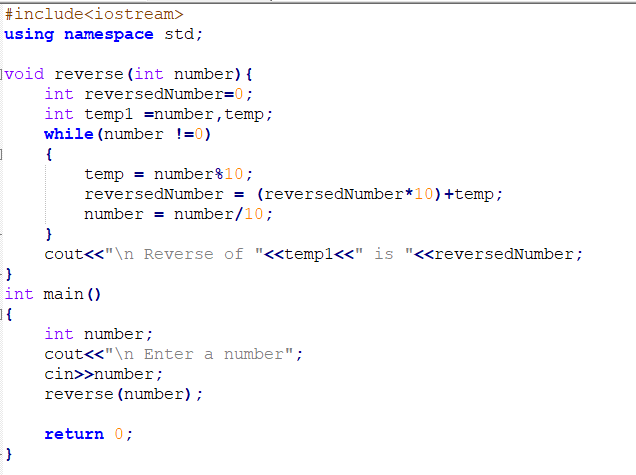 #include<iostream>
using namespace std;

void reverse(int number){
    int reversedNumber=0;
    int temp1 =number,temp;
    while(number !=0)
    {
        temp = number%10;
        reversedNumber = (reversedNumber*10)+temp;
        number = number/10;
    }
    cout<<"\n Reverse of "<<temp1<<" is "<<reversedNumber;
}
int main()
{
    int number;
    cout<<"\n Enter a number";
    cin>>number;
    reverse(number);

    return 0;
}